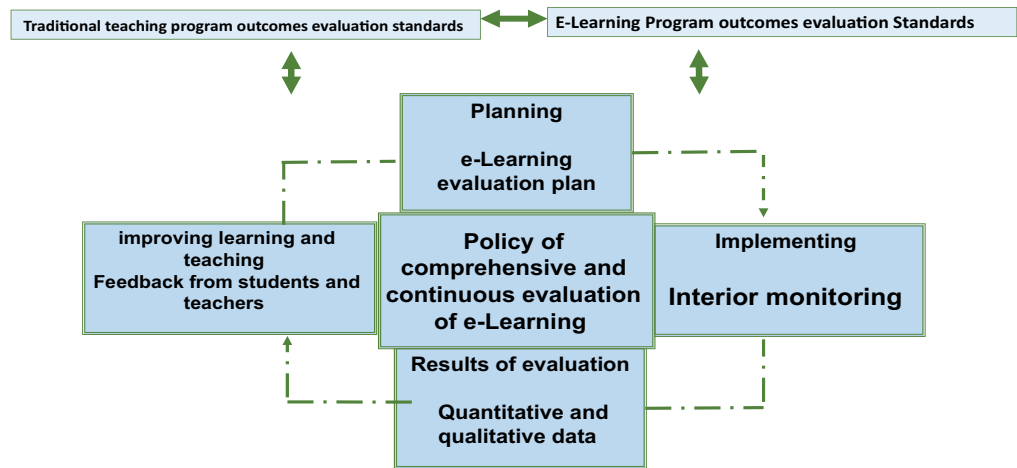 Traditional teaching program outcomes evaluation standards
E-Learning Program outcomes evaluation Standards
Planning
e-Learning
evaluation plan
improving learning and
teaching
Feedback from students and
teachers
Policy of
comprehensive and
continuous evaluation
of e-Learning
Implementing
Interior monitoring
Results of evaluation
Quantitative and
qualitative data